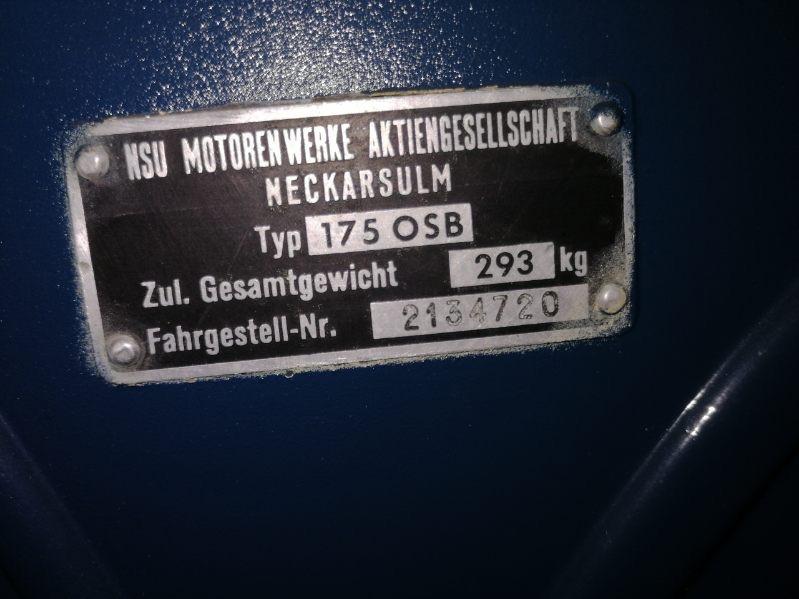 NSU MOTORENWERKE AKTIENGESELLSCHAFT
NECKARSULM
Typ 175 OSB
Zul. Gesamtgewicht 293 kg
Fahrgestell-Nr. 2134720